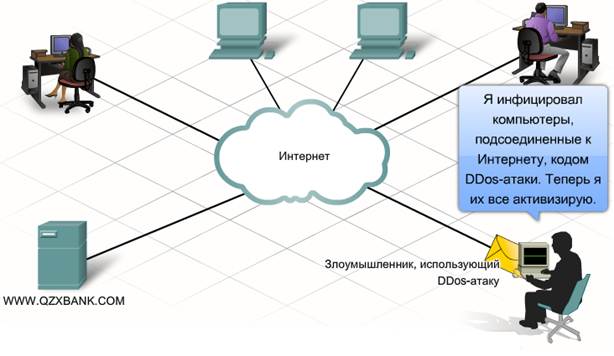 Я инфицировал
компьютеры,
подсоединенные к
Интернету, кодом
DDos-атаки. Теперь я
их все активизирую.
Интернет
Злоумышленник, использующий
DDos-атаку
WWW.QZXBANK.COM